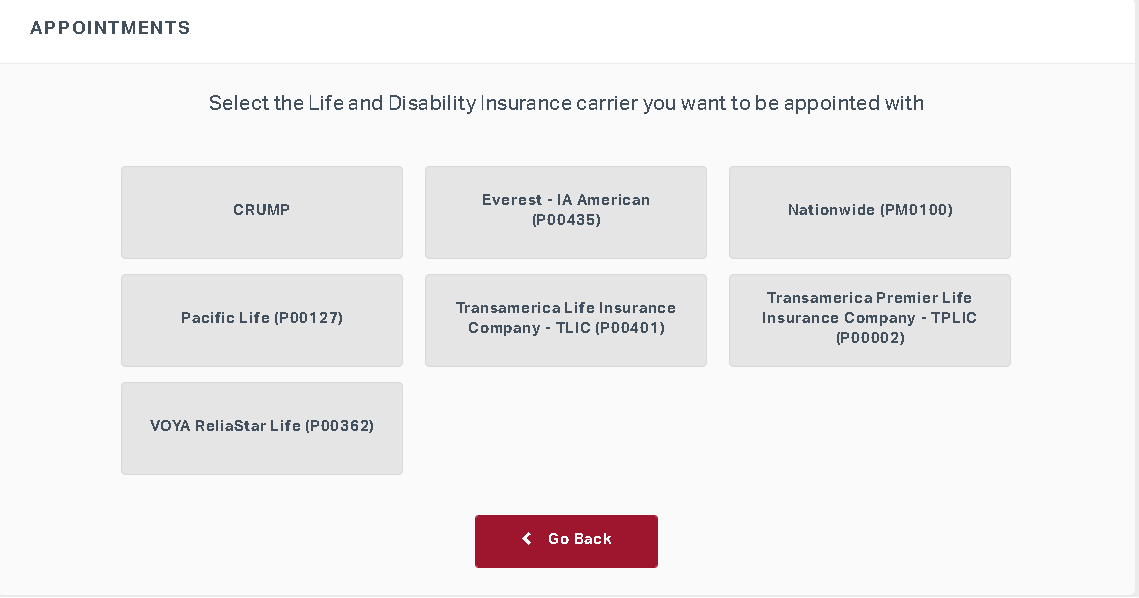 APPOINTMENTS
Select the Life and Disability Insurance carrier you want to be appointed with
CRUMP
Everest - IA American
(P00435)
Nationwide (PM0100)
Pacific Life (P00127)
Transamerica Life Insurance
Company - TLIC (P00401)
Transamerica Premier Life
Insurance Company - TPLIC
(P00002)
VOYA ReliaStar Life (P00362)
Go Back